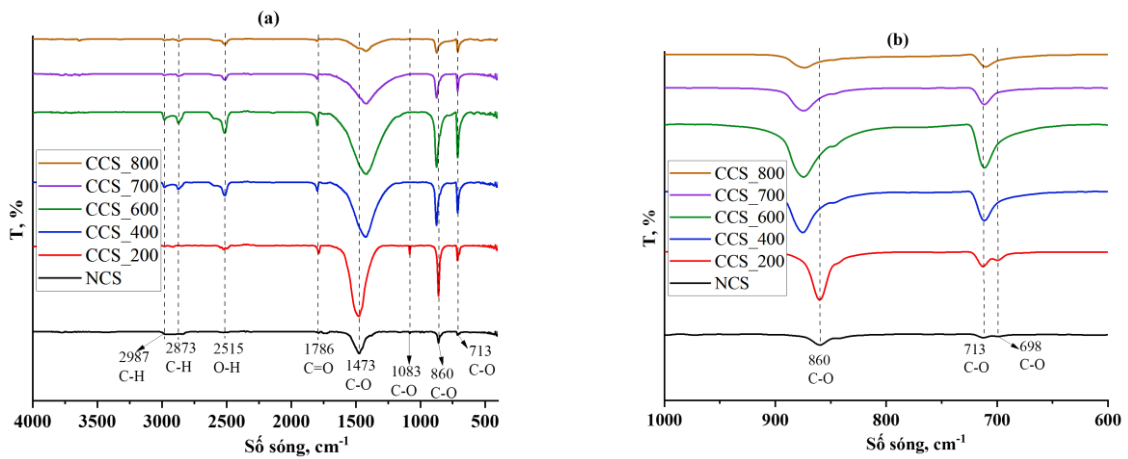 (a)
T, %
CCS_800
CCS_700
CCS_600
CCS_400
CCS_200
NCS
2987
C-H
2873
C-H
2515
O-H
1786
C=O
1473
C-O
1083
C-O
860
C-O
713
C-O
4000 3500 3000 2500 2000 1500 1000 500
Số sóng, cm-1
(b)
T, %
CCS_800
CCS_700
CCS_600
CCS_400
CCS_200
NCS
860
C-O
713
C-O
698
C-O
1000 900 800 700 600
Số sóng, cm-1